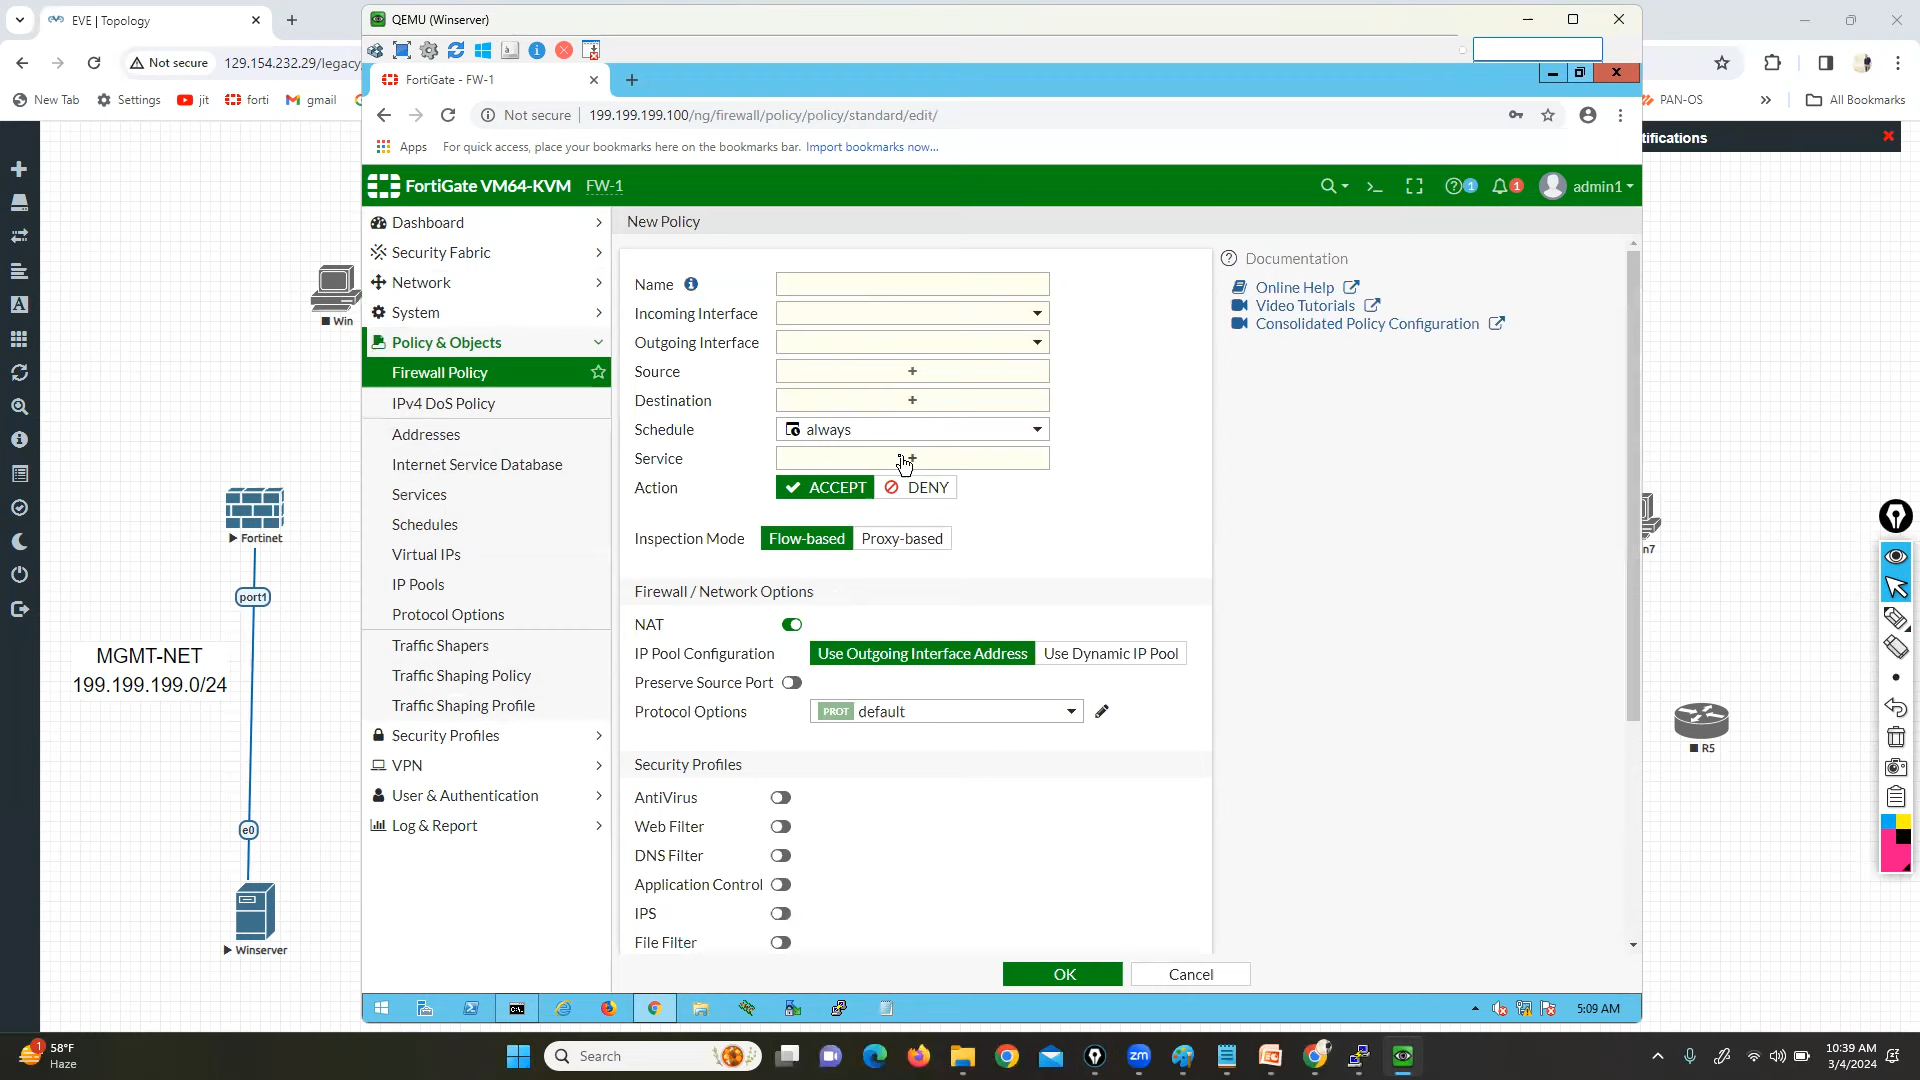 EVE | Topology
QEMU (Winserver)
Not secure
129.154.232.29/legacy
FortiGate - FW-1
New Tab
Settings
jit
forti
gmail
PAN-OS
All Bookmarks
Not secure
199.199.199.100/ng/firewall/policy/policy/standard/edit/
Apps
For quick access, place your bookmarks here on the bookmarks bar. Import bookmarks now...
tifications
FortiGate VM64-KVM
FW-1
1
1
admin1
Dashboard
Security Fabric
Network
System
Policy & Objects
Firewall Policy
IPv4 DoS Policy
Addresses
Internet Service Database
Services
Schedules
Virtual IPs
IP Pools
Protocol Options
Traffic Shapers
Traffic Shaping Policy
Traffic Shaping Profile
Security Profiles
VPN
User & Authentication
Log & Report
New Policy
Name
Incoming Interface
Outgoing Interface
Source
Destination
Schedule
always
Service
Action
ACCEPT
DENY
Inspection Mode
Flow-based
Proxy-based
Firewall / Network Options
NAT
IP Pool Configuration
Use Outgoing Interface Address
Use Dynamic IP Pool
Preserve Source Port
Protocol Options
PROT default
Security Profiles
AntiVirus
Web Filter
DNS Filter
Application Control
IPS
File Filter
OK
Cancel
Documentation
Online Help
Video Tutorials
Consolidated Policy Configuration
Win
Fortinet
port1
MGMT-NET
199.199.199.0/24
e0
Winserver
n7
R5
5:09 AM
1
58°F
Haze
Search
10:39 AM
3/4/2024